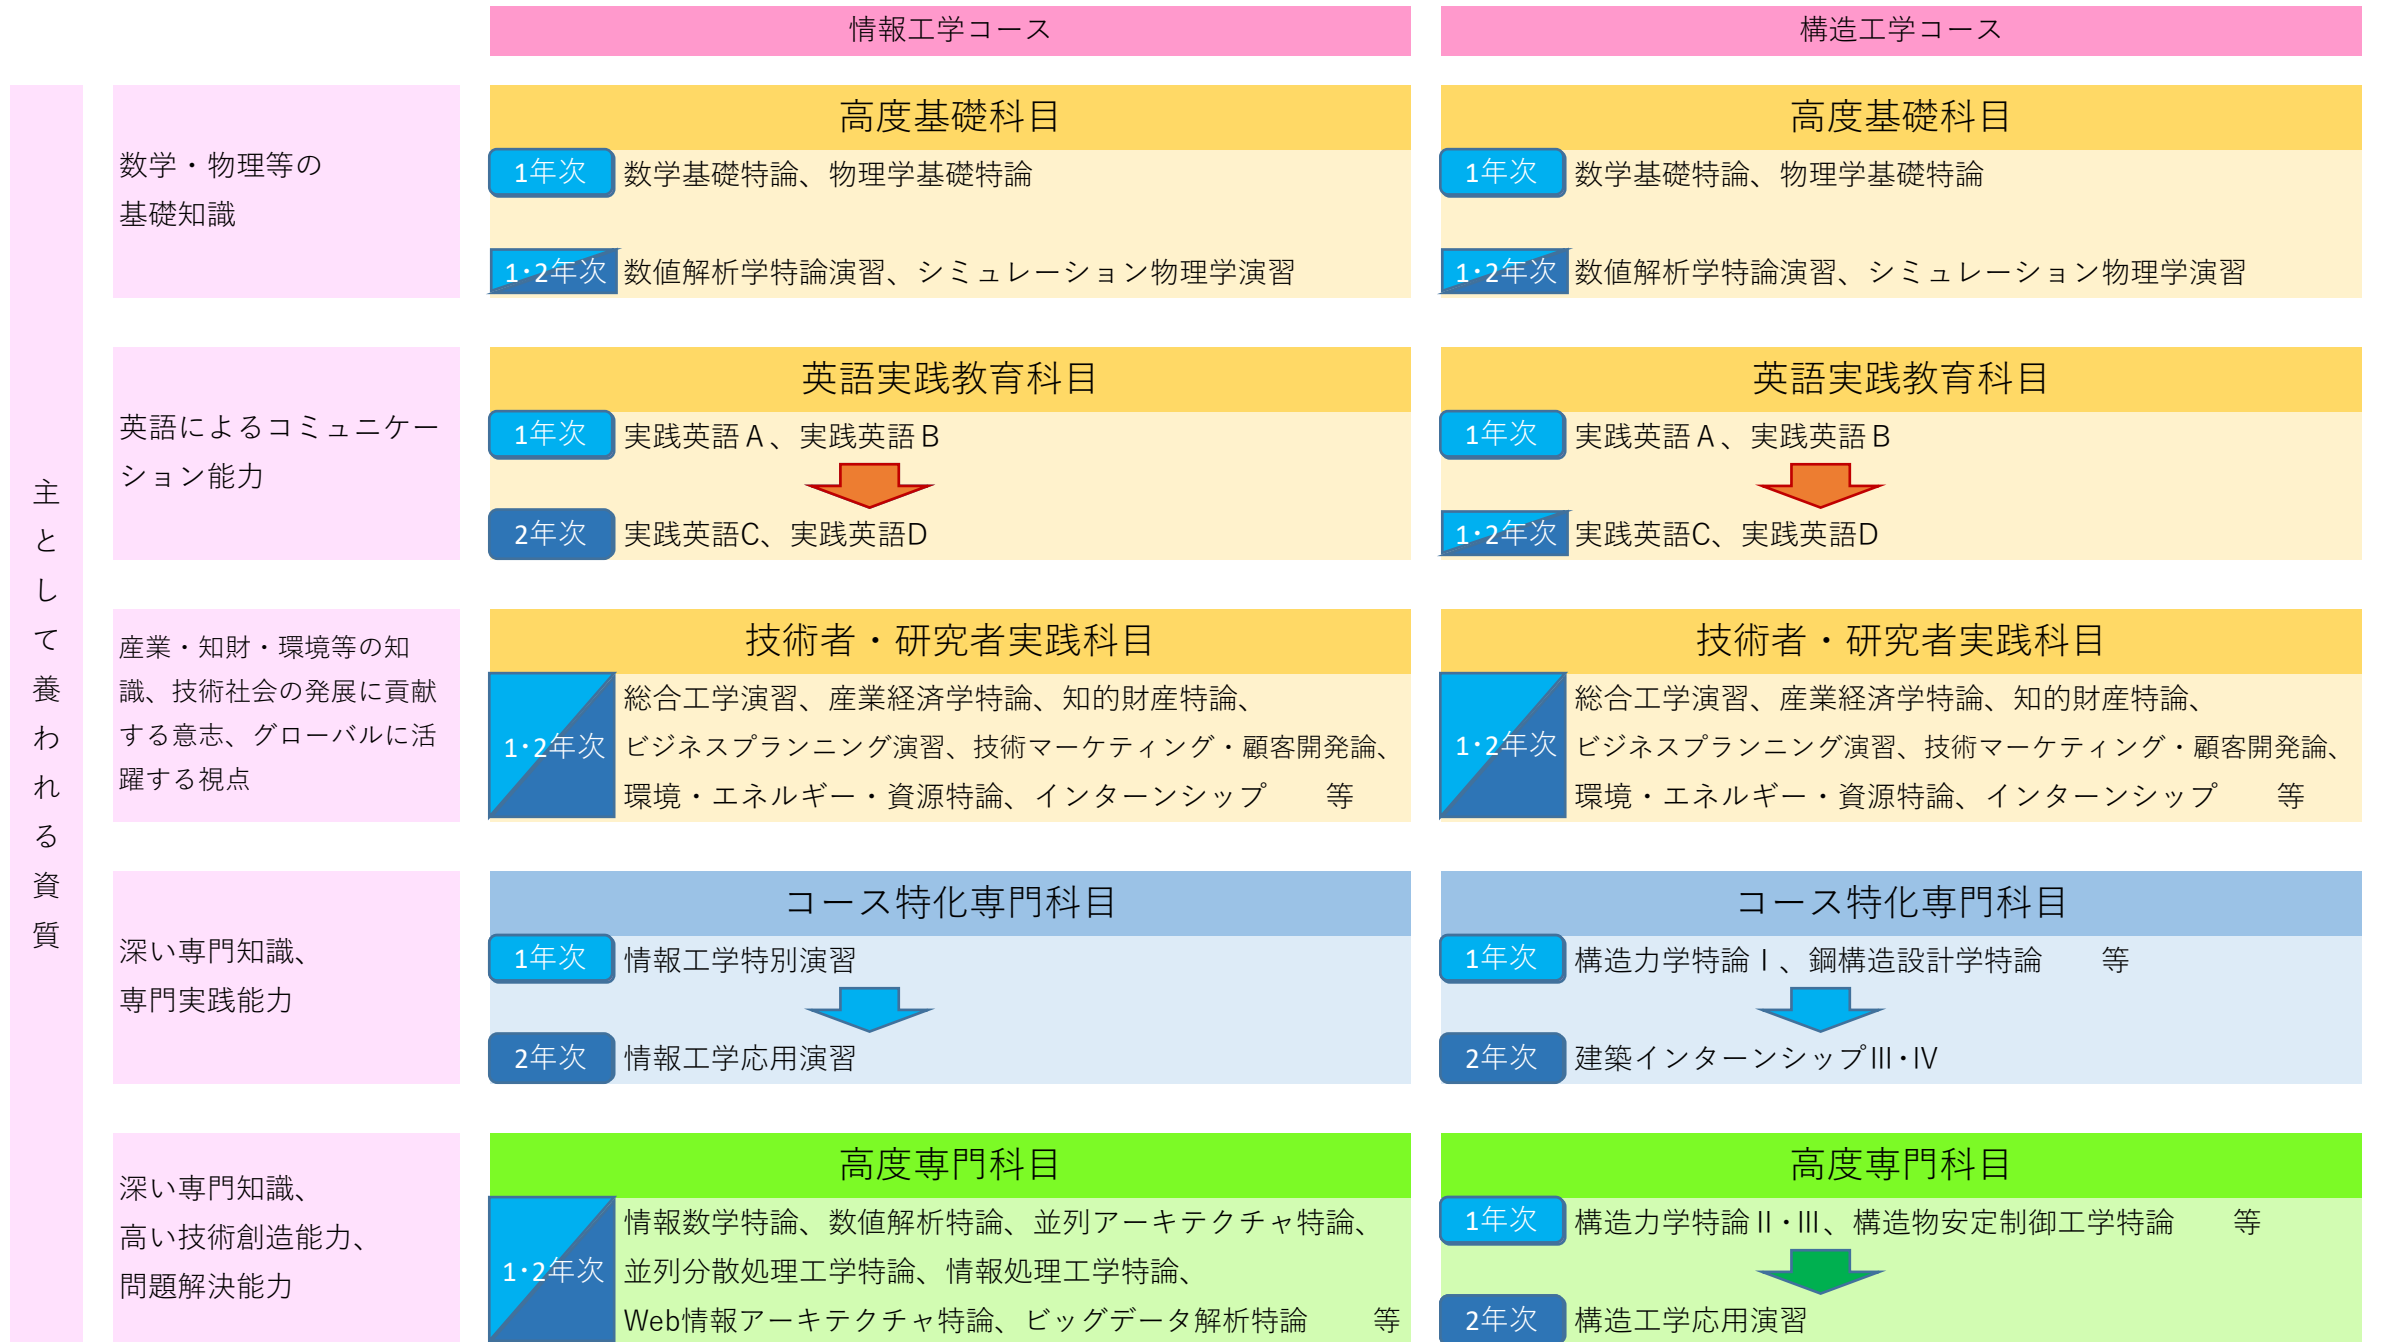 情報工学コース
構造工学コース
主として養われる資質
数学・物理等の
基礎知識
高度基礎科目
1年次 数学基礎特論、物理学基礎特論
1・2年次 数値解析学特論演習、シミュレーション物理学演習
高度基礎科目
1年次 数学基礎特論、物理学基礎特論
1・2年次 数値解析学特論演習、シミュレーション物理学演習
英語によるコミュニケー
ション能力
英語実践教育科目
1年次 実践英語A、実践英語B
2年次 実践英語C、実践英語D
英語実践教育科目
1年次 実践英語A、実践英語B
1・2年次 実践英語C、実践英語D
産業・知財・環境等の知
識、技術社会の発展に貢献
する意志、グローバルに活
躍する視点
技術者・研究者実践科目
総合工学演習、産業経済学特論、知的財産特論、
1・2年次 ビジネスプランニング演習、技術マーケティング・顧客開発論、
環境・エネルギー・資源特論、インターンシップ 等
技術者・研究者実践科目
総合工学演習、産業経済学特論、知的財産特論、
1・2年次 ビジネスプランニング演習、技術マーケティング・顧客開発論、
環境・エネルギー・資源特論、インターンシップ 等
深い専門知識、
専門実践能力
コース特化専門科目
1年次 情報工学特別演習
2年次 情報工学応用演習
コース特化専門科目
1年次 構造力学特論Ⅰ、鋼構造設計学特論 等
2年次 建築インターンシップⅢ・Ⅳ
深い専門知識、
高い技術創造能力、
問題解決能力
高度専門科目
情報数学特論、数値解析特論、並列アーキテクチャ特論、
1・2年次 並列分散処理工学特論、情報処理工学特論、
Web情報アーキテクチャ特論、ビッグデータ解析特論 等
高度専門科目
1年次 構造力学特論Ⅱ・Ⅲ、構造物安定制御工学特論 等
2年次 構造工学応用演習